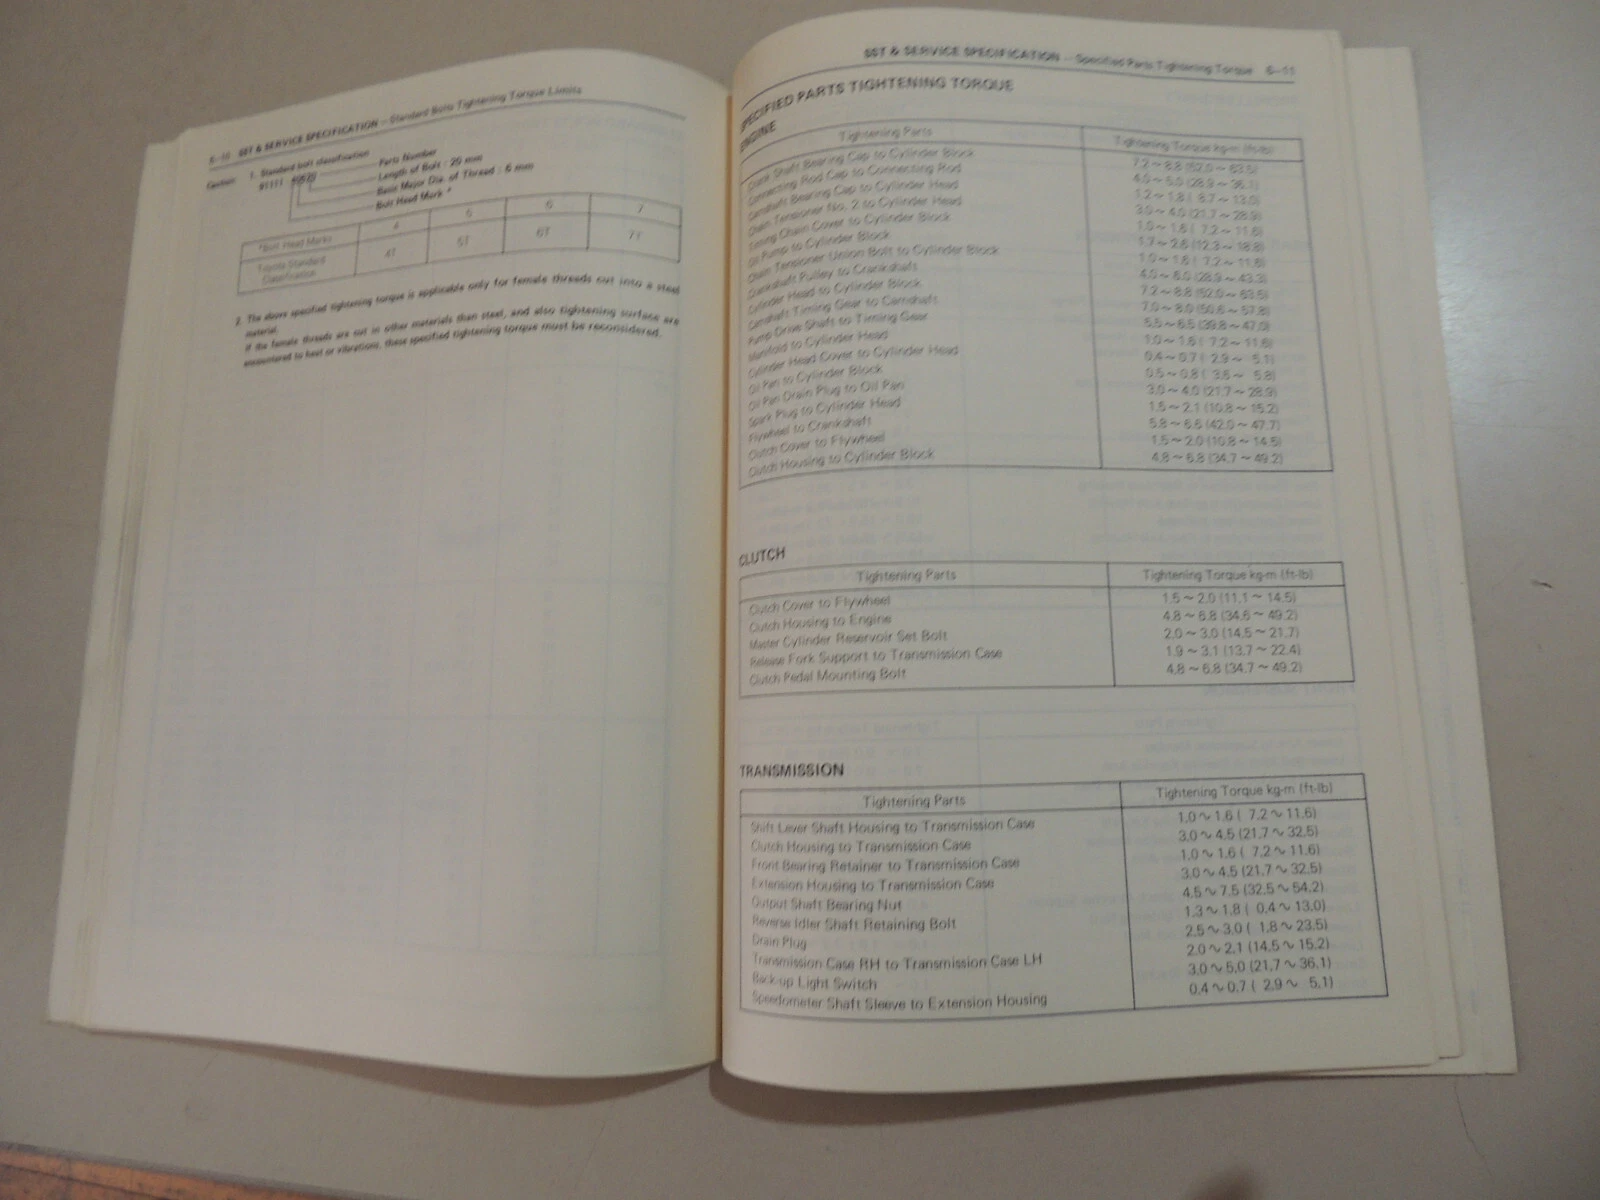 6-10 SST & SERVICE SPECIFICATION - Standard Bolts Tightening Torque Limits
Caution: 1. Standard bolt classification
91111 - 40620
Parts Number
Length of Bolt : 20 mm
Basic Major Dia. of Thread : 6 mm
Bolt Head Mark *
*Bolt Head Marks 4 5 6 7
Toyota Standard Classification 4T 5T 6T 7T
2. The above specified tightening torque is applicable only for female threads cut into a steel
material.
If the female threads are cut in other materials than steel, and also tightening surface are
encountered to heat or vibrations, these specified tightening torque must be reconsidered.
SST & SERVICE SPECIFICATION - Specified Parts Tightening Torque 6-11
SPECIFIED PARTS TIGHTENING TORQUE
ENGINE
Tightening Parts Tightening Torque kg-m (ft-lb)
Crank Shaft Bearing Cap to Cylinder Block 7.2 ~ 8.8 (52.0 ~ 63.5)
Connecting Rod Cap to Connecting Rod 4.0 ~ 5.0 (28.9 ~ 36.1)
Camshaft Bearing Cap to Cylinder Head 1.2 ~ 1.8 ( 8.7 ~ 13.0)
Chain Tensioner No. 2 to Cylinder Head 3.0 ~ 4.0 (21.7 ~ 28.9)
Timing Chain Cover to Cylinder Block 1.0 ~ 1.6 ( 7.2 ~ 11.6)
Oil Pump to Cylinder Block 1.7 ~ 2.6 (12.3 ~ 18.8)
Chain Tensioner Union Bolt to Cylinder Block 1.0 ~ 1.6 ( 7.2 ~ 11.6)
Crankshaft Pulley to Crankshaft 4.0 ~ 6.0 (28.9 ~ 43.3)
Cylinder Head to Cylinder Block 7.2 ~ 8.8 (52.0 ~ 63.5)
Camshaft Timing Gear to Camshaft 7.0 ~ 8.0 (50.6 ~ 57.8)
Pump Drive Shaft to Timing Gear 5.5 ~ 6.5 (39.8 ~ 47.0)
Manifold to Cylinder Head 1.0 ~ 1.6 ( 7.2 ~ 11.6)
Cylinder Head Cover to Cylinder Head 0.4 ~ 0.7 ( 2.9 ~ 5.1)
Oil Pan to Cylinder Block 0.5 ~ 0.8 ( 3.6 ~ 5.8)
Oil Pan Drain Plug to Oil Pan 3.0 ~ 4.0 (21.7 ~ 28.9)
Spark Plug to Cylinder Head 1.5 ~ 2.1 (10.8 ~ 15.2)
Flywheel to Crankshaft 5.8 ~ 6.6 (42.0 ~ 47.7)
Clutch Cover to Flywheel 1.5 ~ 2.0 (10.8 ~ 14.5)
Clutch Housing to Cylinder Block 4.8 ~ 6.8 (34.7 ~ 49.2)
CLUTCH
Tightening Parts Tightening Torque kg-m (ft-lb)
Clutch Cover to Flywheel 1.5 ~ 2.0 (11.1 ~ 14.5)
Clutch Housing to Engine 4.8 ~ 6.8 (34.6 ~ 49.2)
Master Cylinder Reservoir Set Bolt 2.0 ~ 3.0 (14.5 ~ 21.7)
Release Fork Support to Transmission Case 1.9 ~ 3.1 (13.7 ~ 22.4)
Clutch Pedal Mounting Bolt 4.8 ~ 6.8 (34.7 ~ 49.2)
TRANSMISSION
Tightening Parts Tightening Torque kg-m (ft-lb)
Shift Lever Shaft Housing to Transmission Case 1.0 ~ 1.6 ( 7.2 ~ 11.6)
Clutch Housing to Transmission Case 3.0 ~ 4.5 (21.7 ~ 32.5)
Front Bearing Retainer to Transmission Case 1.0 ~ 1.6 ( 7.2 ~ 11.6)
Extension Housing to Transmission Case 3.0 ~ 4.5 (21.7 ~ 32.5)
Output Shaft Bearing Nut 4.5 ~ 7.5 (32.5 ~ 54.2)
Reverse Idler Shaft Retaining Bolt 1.3 ~ 1.8 ( 0.4 ~ 13.0)
Drain Plug 2.5 ~ 3.0 ( 1.8 ~ 23.5)
Transmission Case RH to Transmission Case LH 2.0 ~ 2.1 (14.5 ~ 15.2)
Back-up Light Switch 3.0 ~ 5.0 (21.7 ~ 36.1)
Speedometer Shaft Sleeve to Extension Housing 0.4 ~ 0.7 ( 2.9 ~ 5.1)